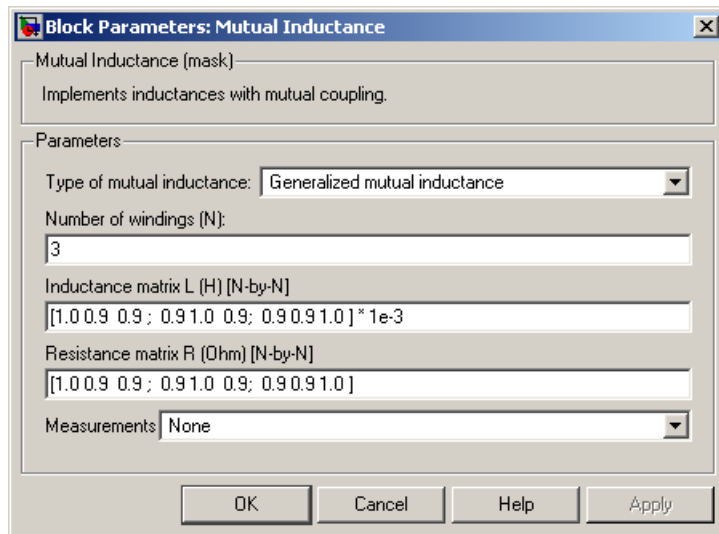 Block Parameters: Mutual Inductance
Mutual Inductance (mask)
Implements inductances with mutual coupling.
Parameters
Type of mutual inductance: Generalized mutual inductance
Number of windings (N):
3
Inductance matrix L (H) [N-by-N]
[1.0 0.9 0.9 ; 0.9 1.0 0.9; 0.9 0.9 1.0 ] * 1e-3
Resistance matrix R (Ohm) [N-by-N]
[1.0 0.9 0.9 ; 0.9 1.0 0.9; 0.9 0.9 1.0 ]
Measurements None
OK Cancel Help Apply